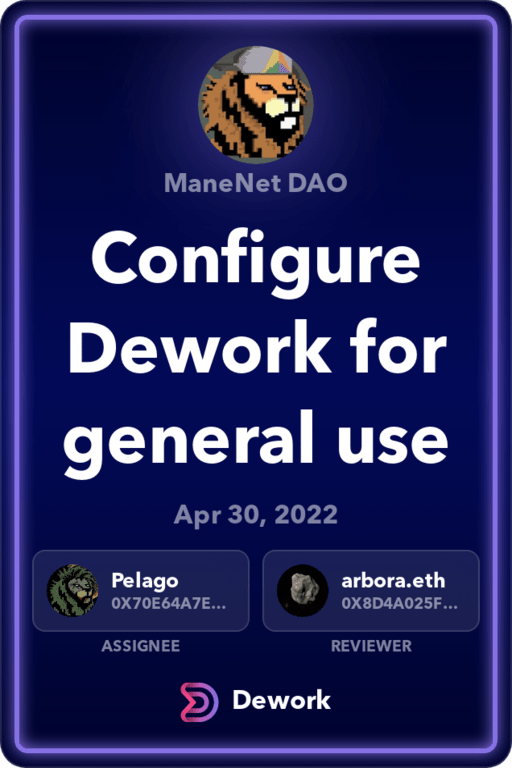 ManeNet DAO
Configure
Dework for
general use
Apr 30, 2022
Pelago
0X70E64A7E...
ASSIGNEE
arbora.eth
0X8D4A025F...
REVIEWER
Dework